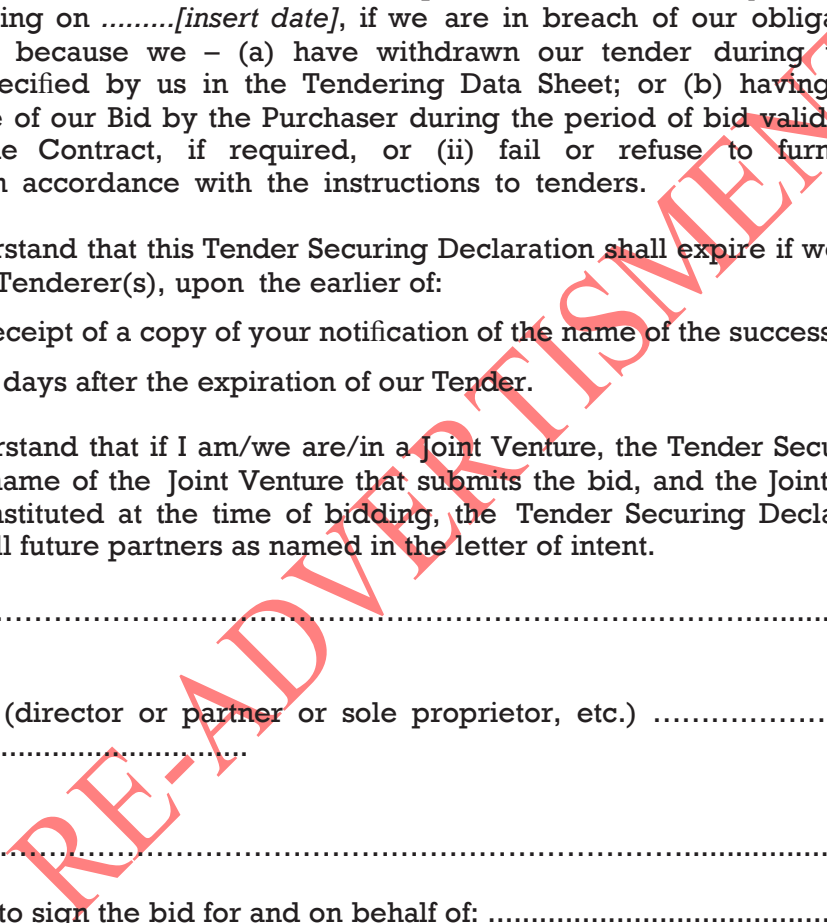 ing on .........[insert date], if we are in breach of our obliga
because we – (a) have withdrawn our tender during
ecified by us in the Tendering Data Sheet; or (b) having
e of our Bid by the Purchaser during the period of bid valid
e Contract, if required, or (ii) fail or refuse to furn
n accordance with the instructions to tenders.
rstand that this Tender Securing Declaration shall expire if we
Tenderer(s), upon the earlier of:
eceipt of a copy of your notification of the name of the success
days after the expiration of our Tender.
rstand that if I am/we are/in a Joint Venture, the Tender Secu
name of the Joint Venture that submits the bid, and the Joint
nstituted at the time of bidding, the Tender Securing Decla
ll future partners as named in the letter of intent.
................................................................................
(director or partner or sole proprietor, etc.) ....................
..............................
................................................................................
to sign the bid for and on behalf of: ........................................
RE-ADVERTISMENT